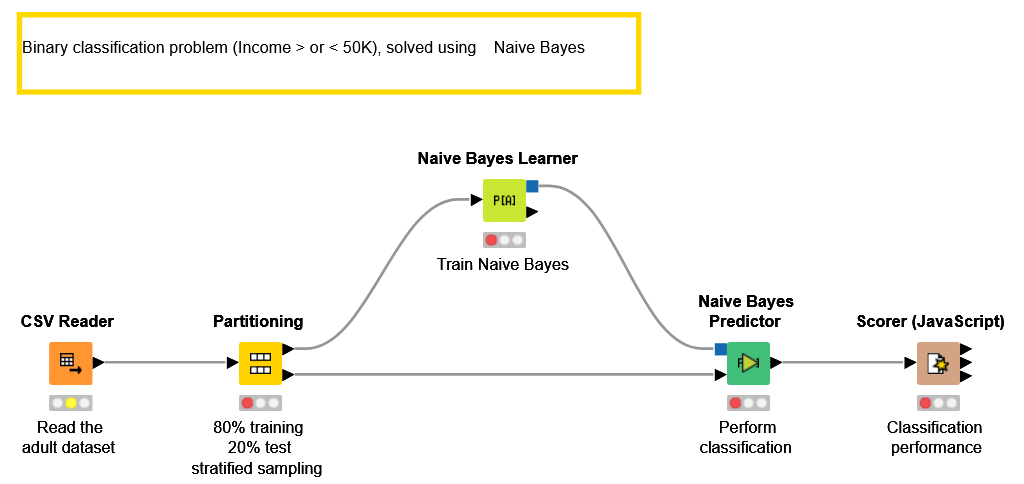 Binary classification problem (Income > or < 50K), solved using Naive Bayes
Naive Bayes Learner
P[A]
Train Naive Bayes
CSV Reader
Read the
adult dataset
Partitioning
80% training
20% test
stratified sampling
Naive Bayes
Predictor
Perform
classification
Scorer (JavaScript)
Classification
performance